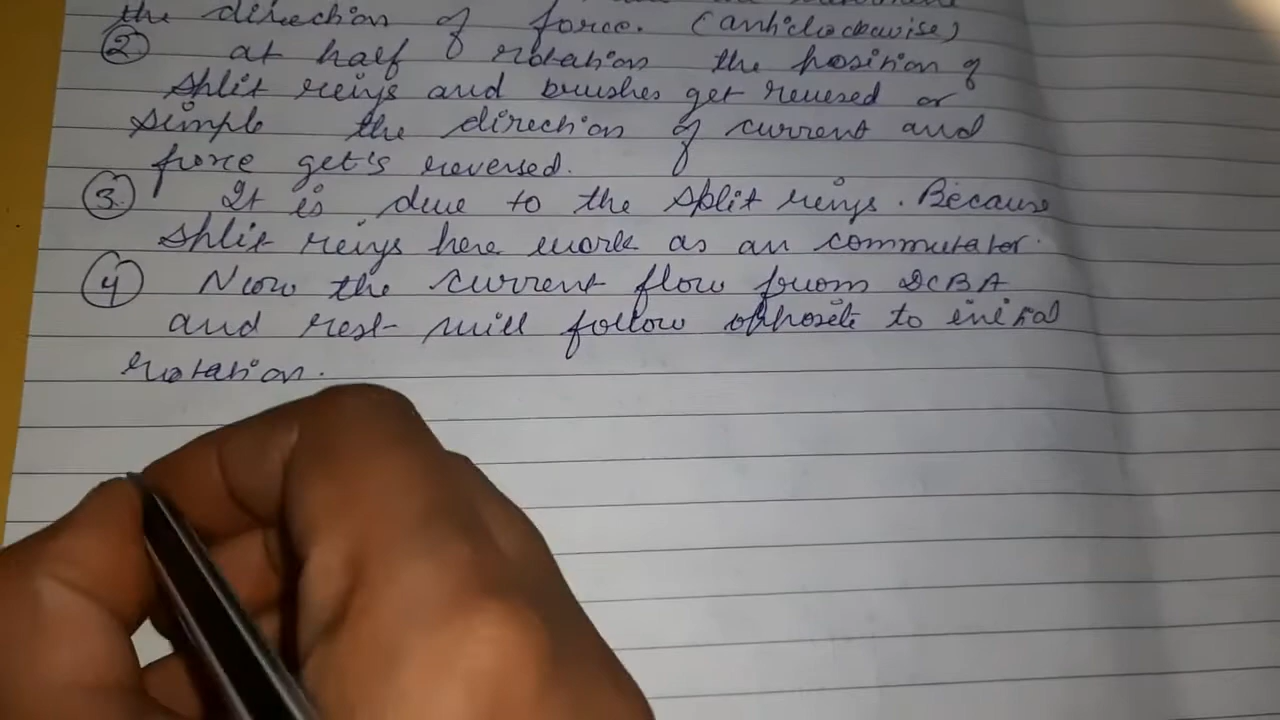 the direction of force. (anticlockwise)
② at half rotation the position of
split rings and brushes get reversed or
simple the direction of current and
force get's reversed.
③ It is due to the split rings. Because
split rings here work as an commutator.
④ Now the current flow from DCBA
and rest will follow opposite to initial
rotation.